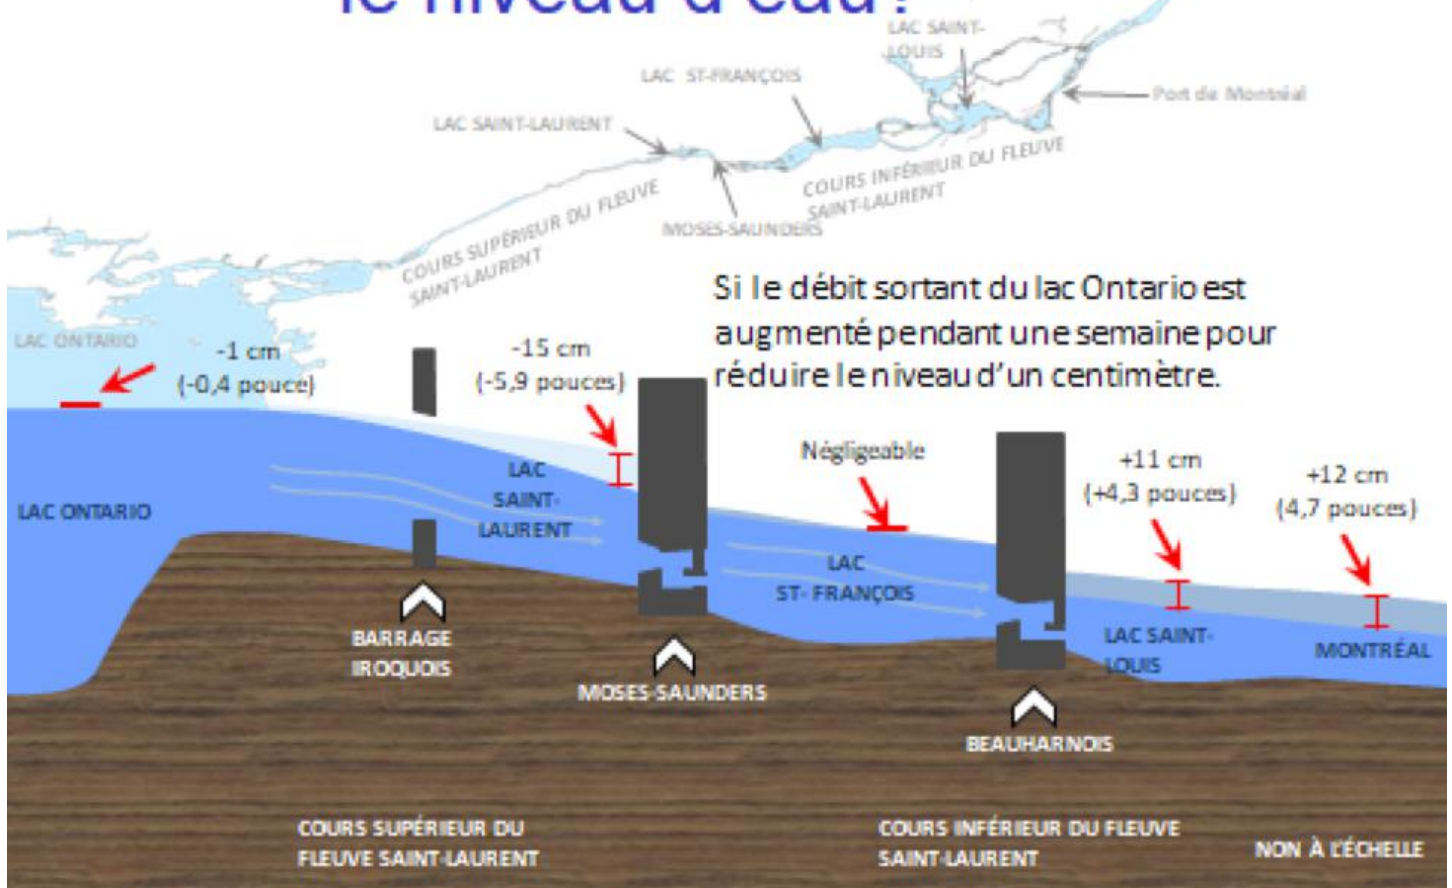 le niveau d'eau?
LAC SAINT-
LOUIS
LAC ST-FRANÇOIS
Port de Montréal
LAC SAINT-LAURENT
COURS INFÉRIEUR DU FLEUVE
SAINT-LAURENT
COURS SUPÉRIEUR DU FLEUVE
SAINT-LAURENT
MOSES-SAUNDERS
Si le débit sortant du lac Ontario est
augmenté pendant une semaine pour
réduire le niveau d'un centimètre.
LAC ONTARIO
-1 cm
(-0,4 pouce)
-15 cm
(-5,9 pouces)
Négligeable
+11 cm
(+4,3 pouces)
+12 cm
(4,7 pouces)
LAC ONTARIO
LAC
SAINT-
LAURENT
LAC
ST- FRANÇOIS
LAC SAINT-
LOUIS
MONTRÉAL
BARRAGE
IROQUOIS
MOSES-SAUNDERS
BEAUHARNOIS
COURS SUPÉRIEUR DU
FLEUVE SAINT-LAURENT
COURS INFÉRIEUR DU FLEUVE
SAINT-LAURENT
NON À L'ÉCHELLE